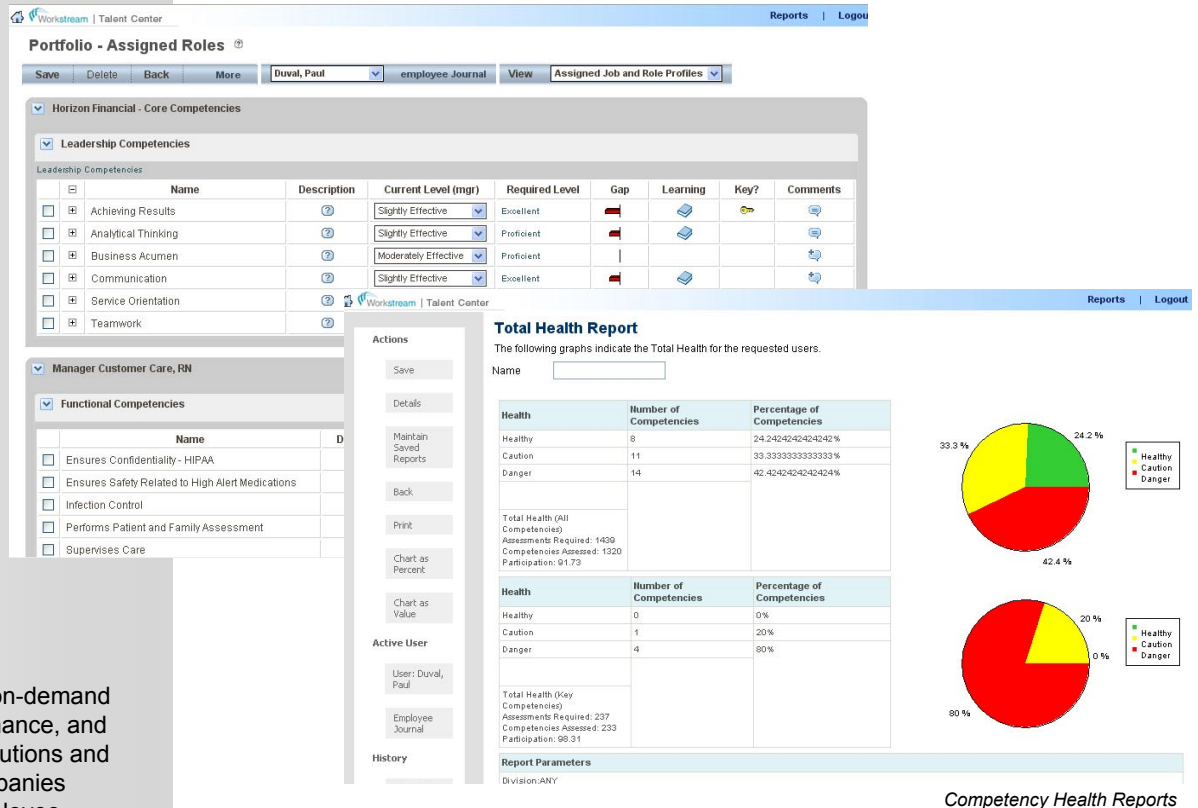 Workstream | Talent Center
Reports | Logou
Portfolio - Assigned Roles
Save Delete Back More Duval, Paul employee Journal View Assigned Job and Role Profiles
Horizon Financial - Core Competencies
Leadership Competencies
Leadership Competencies
Name Description Current Level (mgr) Required Level Gap Learning Key? Comments
Achieving Results Slightly Effective Excellent
Analytical Thinking Slightly Effective Proficient
Business Acumen Moderately Effective Proficient
Communication Slightly Effective Excellent
Service Orientation
Teamwork
Manager Customer Care, RN
Functional Competencies
Name D
Ensures Confidentiality - HIPAA
Ensures Safety Related to High Alert Medications
Infection Control
Performs Patient and Family Assessment
Supervises Care
Workstream | Talent Center
Reports | Logout
Actions
Save
Details
Maintain
Saved
Reports
Back
Print
Chart as
Percent
Chart as
Value
Active User
User: Duval,
Paul
Employee
Journal
History
Total Health Report
The following graphs indicate the Total Health for the requested users.
Name
Health Number of Competencies Percentage of Competencies
Healthy 8 24.2424242424242%
Caution 11 33.3333333333333%
Danger 14 42.4242424242424%
Total Health (All
Competencies)
Assessments Required: 1439
Competencies Assessed: 1320
Participation: 91.73
33.3 %
24.2 %
42.4 %
Healthy
Caution
Danger
Health Number of Competencies Percentage of Competencies
Healthy 0 0%
Caution 1 20%
Danger 4 80%
Total Health (Key
Competencies)
Assessments Required: 237
Competencies Assessed: 233
Participation: 98.31
20 %
0 %
80 %
Healthy
Caution
Danger
Report Parameters
Division:ANY
Competency Health Reports
on-demand
nance, and
utions and
panies